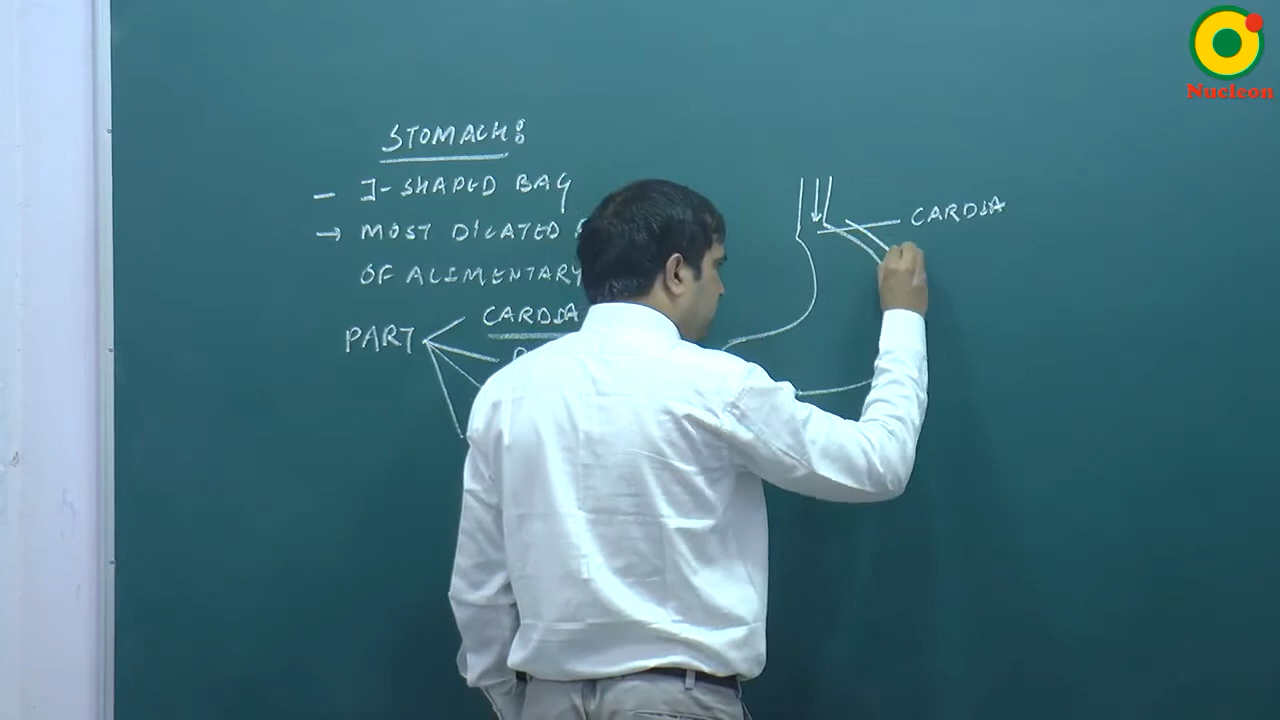 STOMACH:
- J-SHAPED BAG
→ MOST DILATED
OF ALIMENTARY
PART
CARDIA
CARDIA
Nucleon